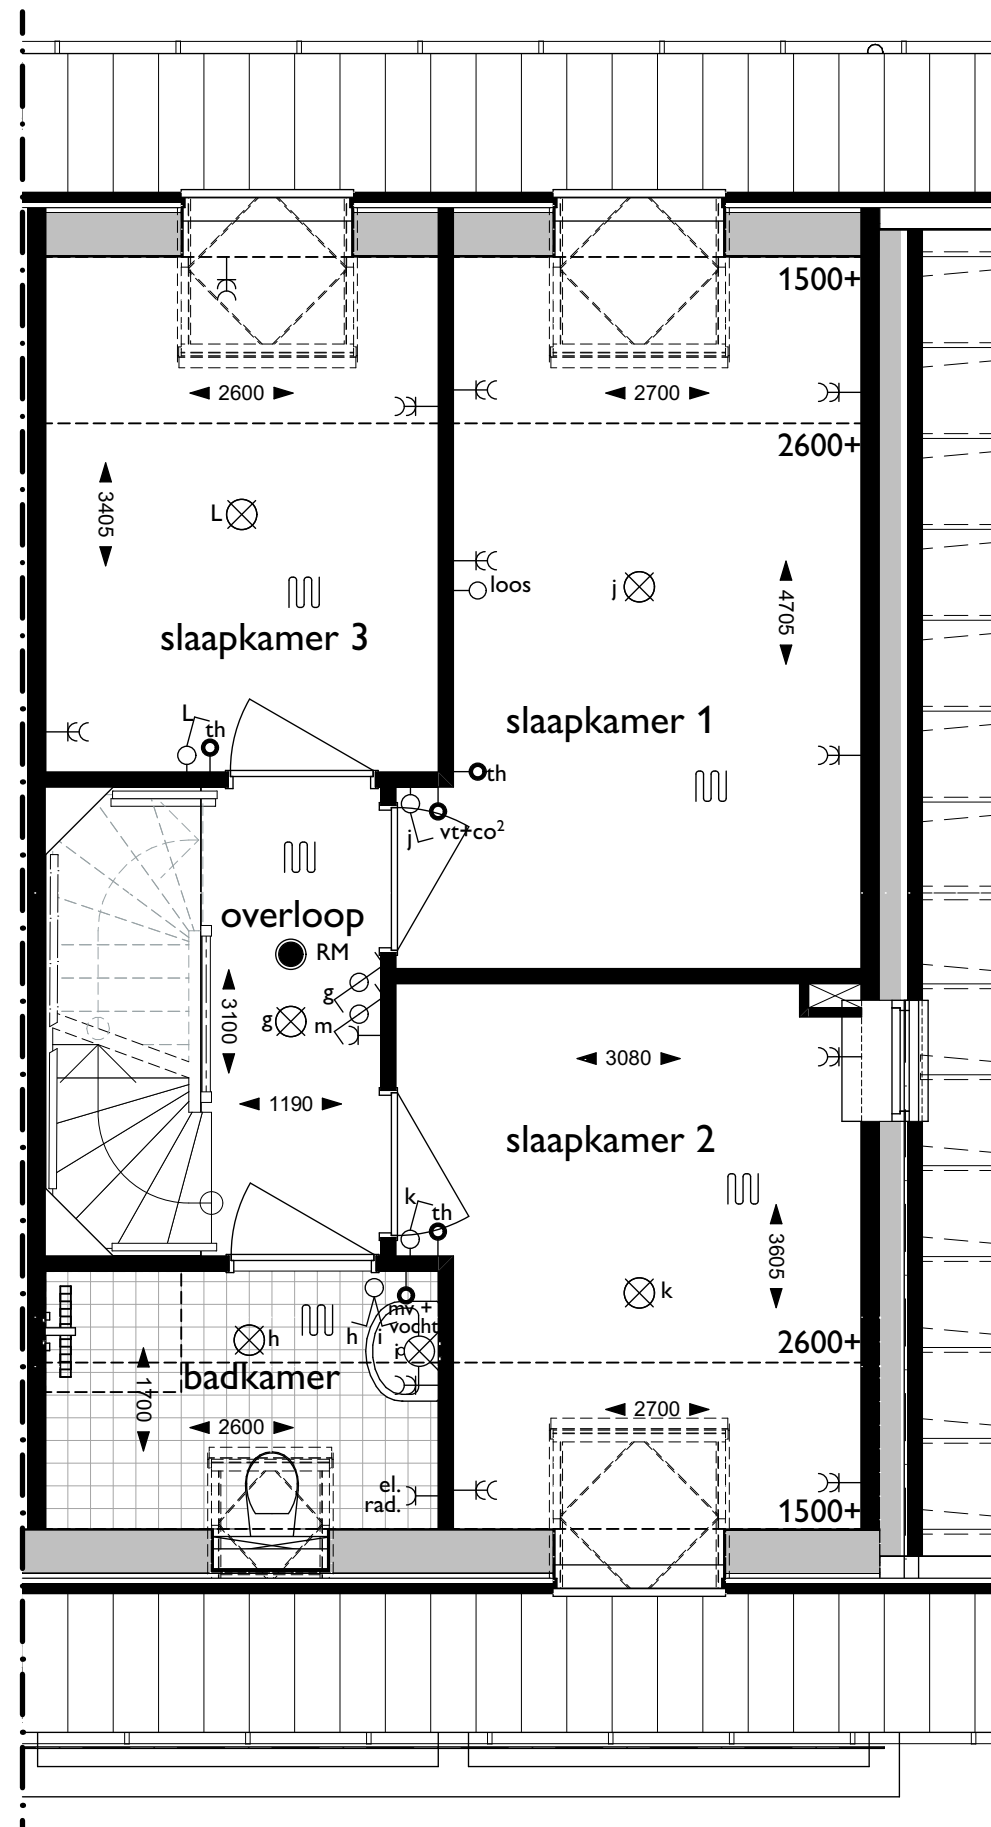 1500+
2600
2700
2600+
3405
L
loos
j
4705
slaapkamer 3
slaapkamer 1
L
th
th
j
vt+co²
overloop
RM
g
g
m
3100
3080
1190
slaapkamer 2
k
th
3605
k
mv +
vocht
h
i
h
i
2600+
badkamer
1700
2700
2600
el.
rad.
1500+